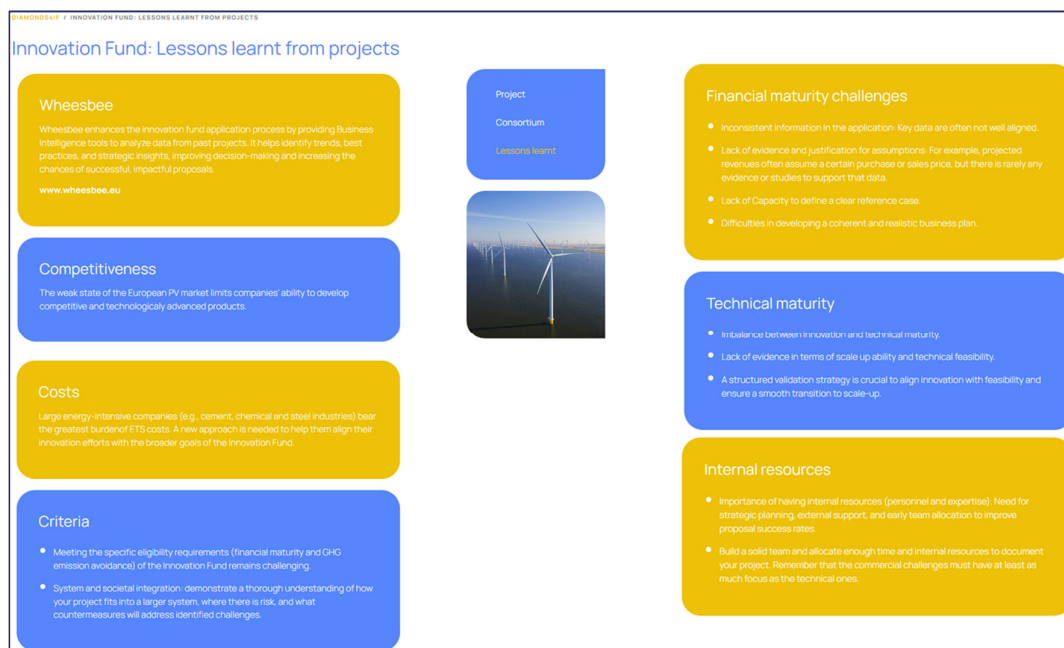 DIAMONDS4IF / INNOVATION FUND: LESSONS LEARNT FROM PROJECTS
Innovation Fund: Lessons learnt from projects
Wheesbee
Wheesbee enhances the innovation fund application process by providing Business
Intelligence tools to analyze data from past projects. It helps identify trends, best
practices, and strategic insights, improving decision-making and increasing the
chances of successful, impactful proposals.
www.wheesbee.eu
Competitiveness
The weak state of the European PV market limits companies' ability to develop
competitive and technologicaly advanced products.
Costs
Large energy-intensive companies (e.g., cement, chemical and steel industries) bear
the greatest burdenof ETS costs. A new approach is needed to help them align their
innovation efforts with the broader goals of the Innovation Fund.
Criteria
Meeting the specific eligibility requirements (financial maturity and GHG
emission avoidance) of the Innovation Fund remains challenging.
System and societal integration: demonstrate a thorough understanding of how
your project fits into a larger system, where there is risk, and what
countermeasures will address identified challenges.
Project
Consortium
Lessons learnt
Financial maturity challenges
Inconsistent information in the application: Key data are often not well aligned.
Lack of evidence and justification for assumptions: For example, projected
revenues often assume a certain purchase or sales price, but there is rarely any
evidence or studies to support that data.
Lack of Capacity to define a clear reference case.
Difficulties in developing a coherent and realistic business plan.
Technical maturity
Imbalance between innovation and technical maturity.
Lack of evidence in terms of scale up ability and technical feasibility.
A structured validation strategy is crucial to align innovation with feasibility and
ensure a smooth transition to scale-up.
Internal resources
Importance of having internal resources (personnel and expertise). Need for
strategic planning, external support, and early team allocation to improve
proposal success rates.
Build a solid team and allocate enough time and internal resources to document
your project. Remember that the commercial challenges must have at least as
much focus as the technical ones.